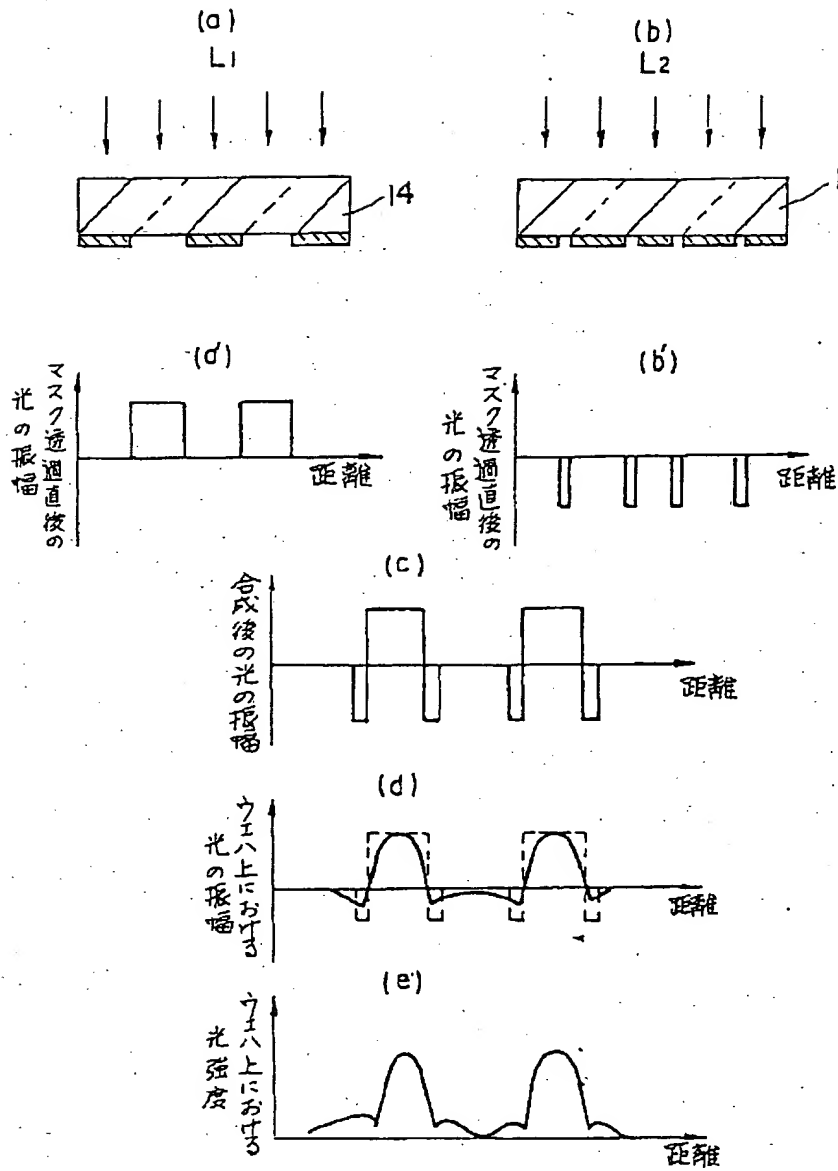 (a)
L1
(b)
L2
14
(a')
マスク透過直後の
光の振幅
距離
(b')
マスク透過直後の
光の振幅
距離
(c)
合成後の光の振幅
距離
(d)
ウエハ上における
光の振幅
距離
(e)
ウエハ上における
光強度
距離